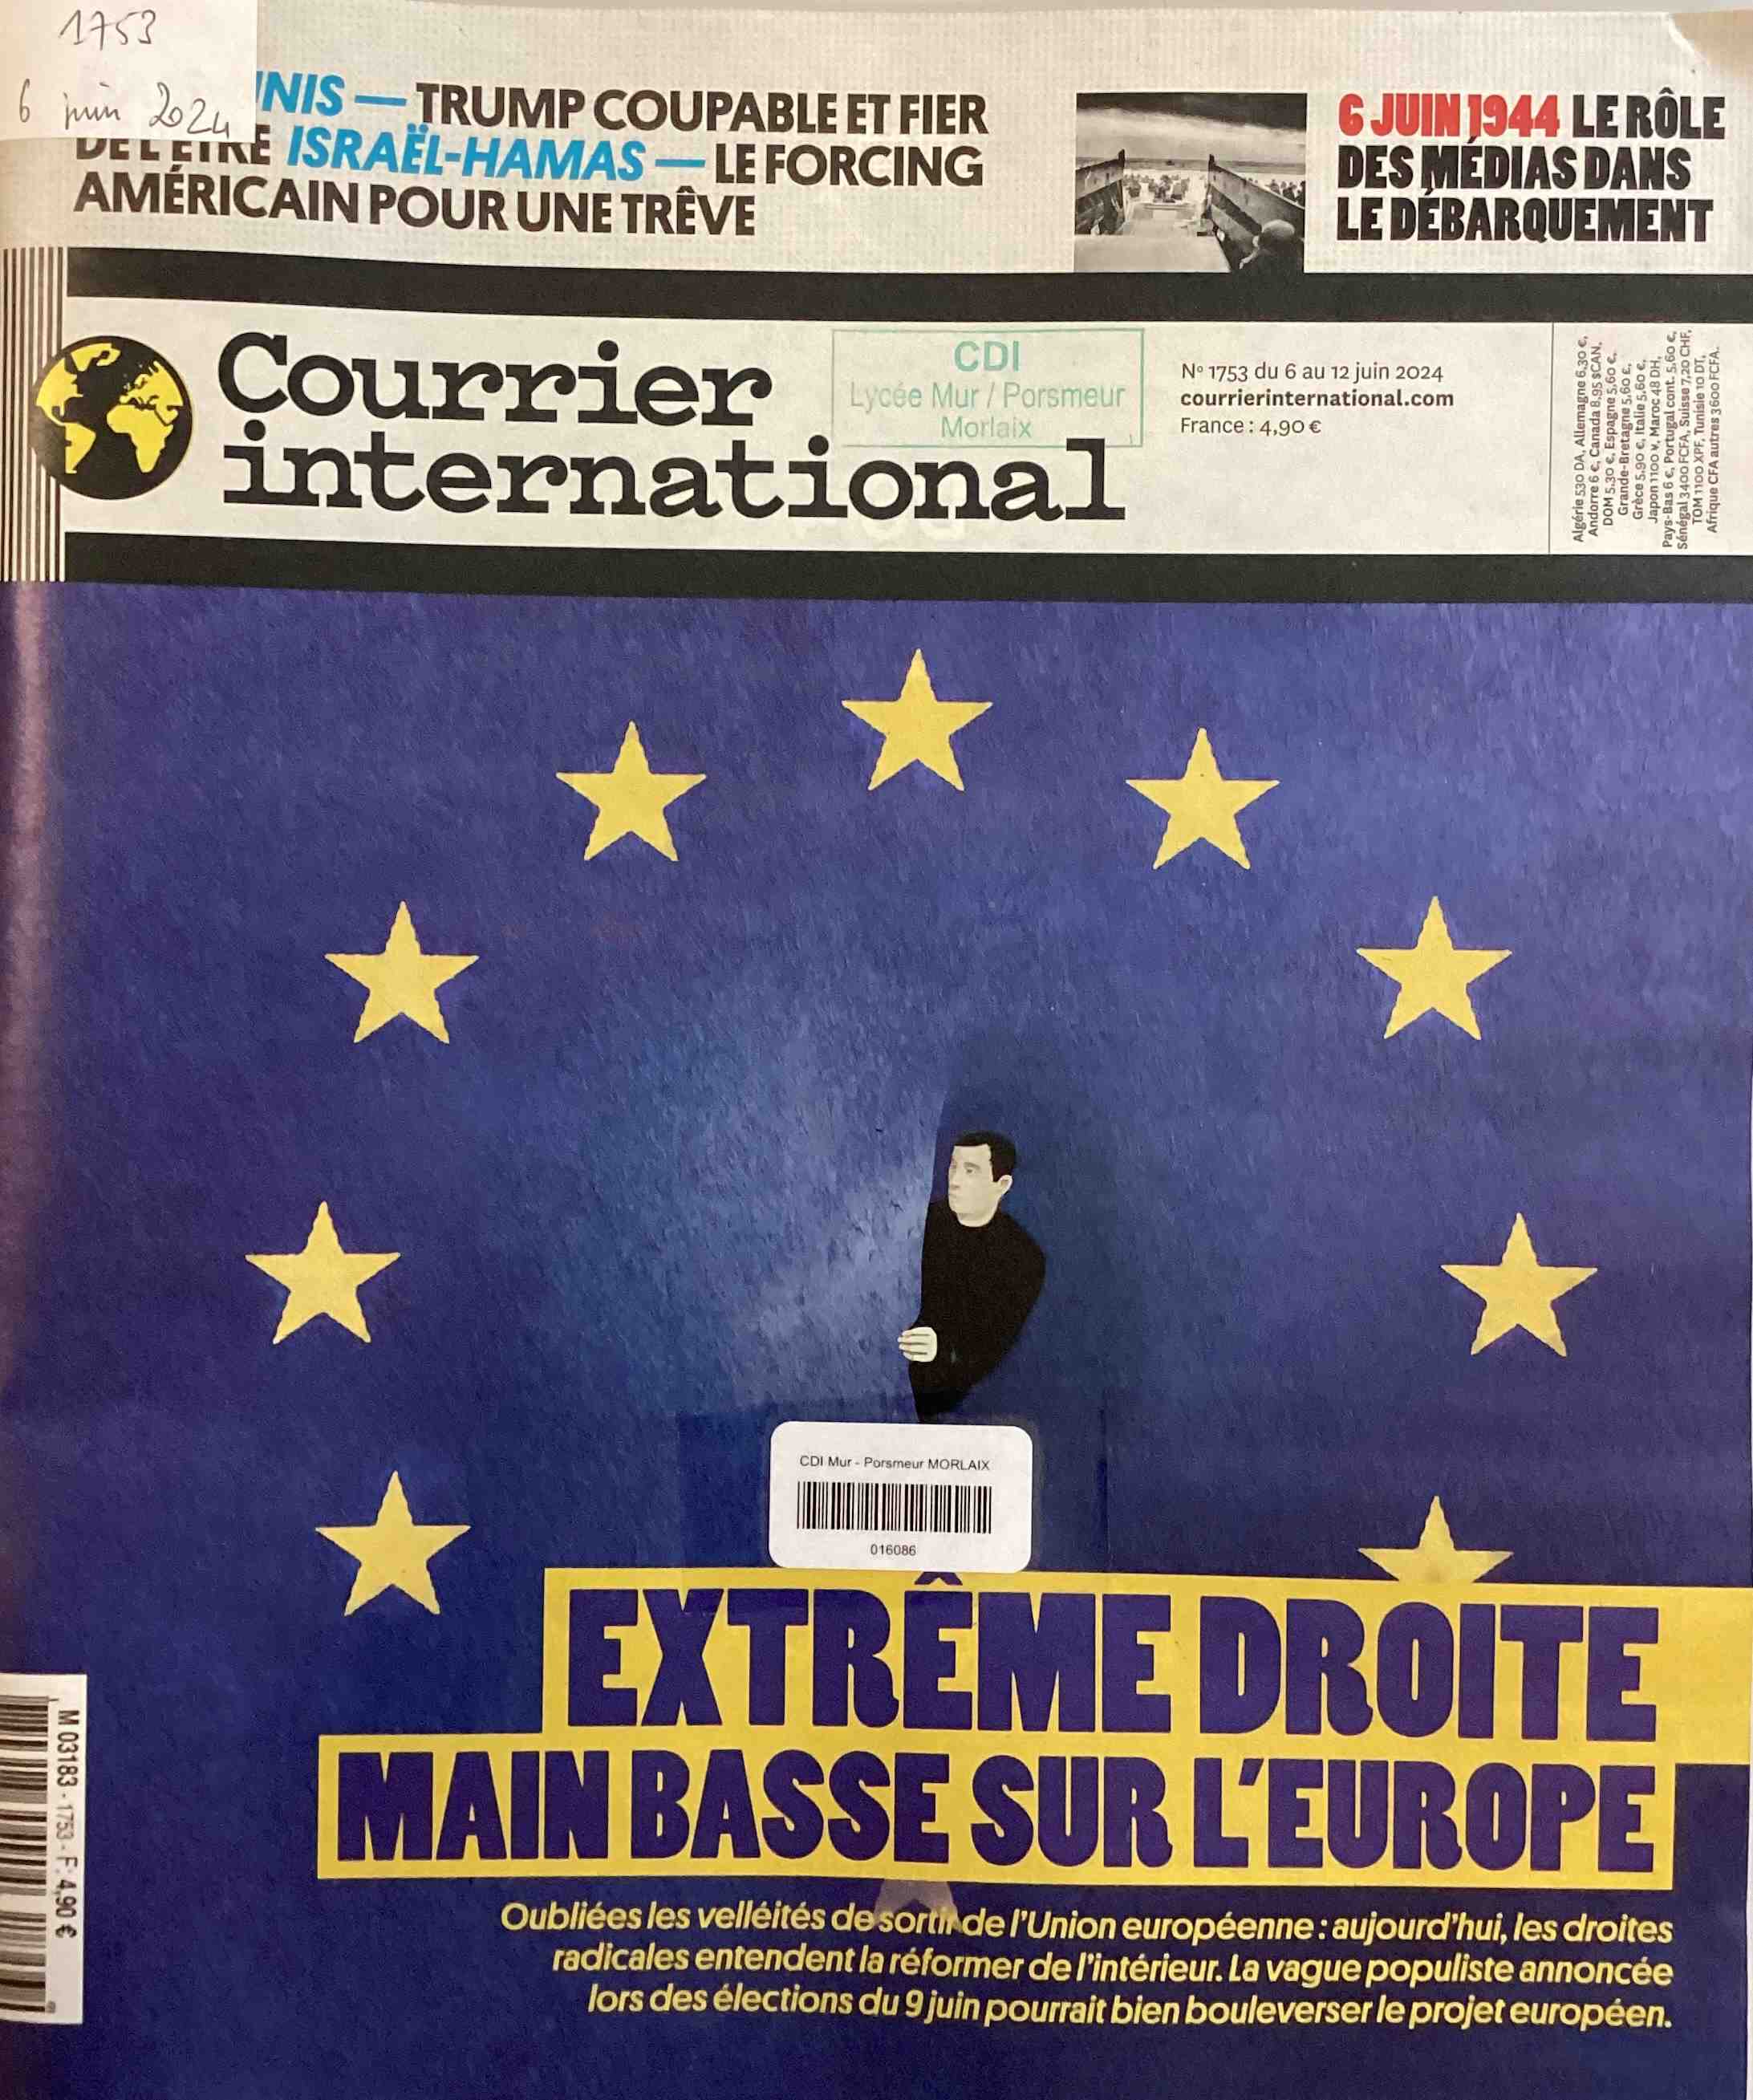 1753
6 juin 2024
NIS — TRUMP COUPABLE ET FIER
DE L'ÊTRE ISRAËL-HAMAS — LE FORCING
AMÉRICAIN POUR UNE TRÊVE
6 JUIN 1944 LE RÔLE
DES MÉDIAS DANS
LE DÉBARQUEMENT
Courrier
international
CDI
Lycée Mur / Porsmeur
Morlaix
Nº 1753 du 6 au 12 juin 2024
courrierinternational.com
France : 4,90 €
Algérie 530 DA, Allemagne 6,30 €,
Andorre 6 €, Canada 8,95 $CAN,
DOM 5,30 €, Espagne 5,60 €,
Grande-Bretagne 5,60 £,
Grèce 5,90 €, Italie 5,60 €,
Japon 1100 ¥, Maroc 48 DH,
Pays-Bas 6 €, Portugal cont. 5,60 €,
Sénégal 3400 FCFA, Suisse 7,20 CHF,
TOM 1100 XPF, Tunisie 10 DT,
Afrique CFA autres 3600 FCFA.
CDI Mur - Porsmeur MORLAIX
016086
EXTRÊME DROITE
MAIN BASSE SUR L'EUROPE
Oubliées les velléités de sortir de l'Union européenne : aujourd'hui, les droites
radicales entendent la réformer de l'intérieur. La vague populiste annoncée
lors des élections du 9 juin pourrait bien bouleverser le projet européen.
M 03183 - 1753 - F: 4,90 €